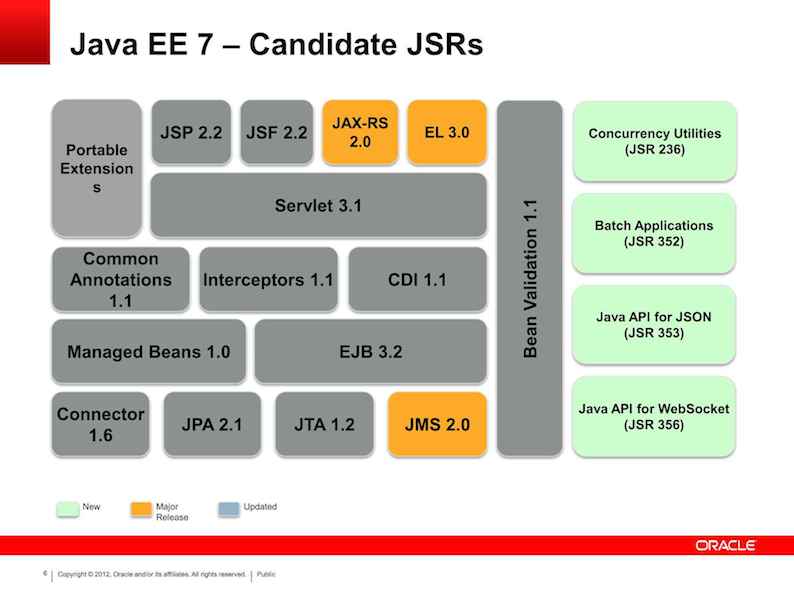 Java EE 7 – Candidate JSRs
Portable
Extension
s
JSP 2.2
JSF 2.2
JAX-RS
2.0
EL 3.0
Servlet 3.1
Common
Annotations
1.1
Interceptors 1.1
CDI 1.1
Managed Beans 1.0
EJB 3.2
Connector
1.6
JPA 2.1
JTA 1.2
JMS 2.0
Bean Validation 1.1
Concurrency Utilities
(JSR 236)
Batch Applications
(JSR 352)
Java API for JSON
(JSR 353)
Java API for WebSocket
(JSR 356)
New
Major
Release
Updated
ORACLE
6
Copyright © 2012, Oracle and/or its affiliates. All rights reserved.
Public